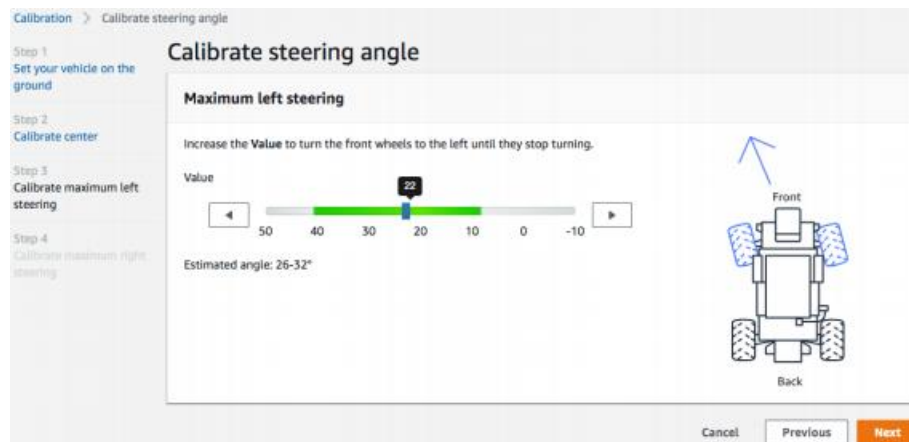 Calibration > Calibrate steering angle
Step 1
Set your vehicle on the
ground
Step 2
Calibrate center
Step 3
Calibrate maximum left
steering
Step 4
Calibrate maximum right
steering
Calibrate steering angle
Maximum left steering
Increase the Value to turn the front wheels to the left until they stop turning.
Value
22
50 40 30 20 10 0 -10
Estimated angle: 26-32°
Front
Back
Cancel Previous Next